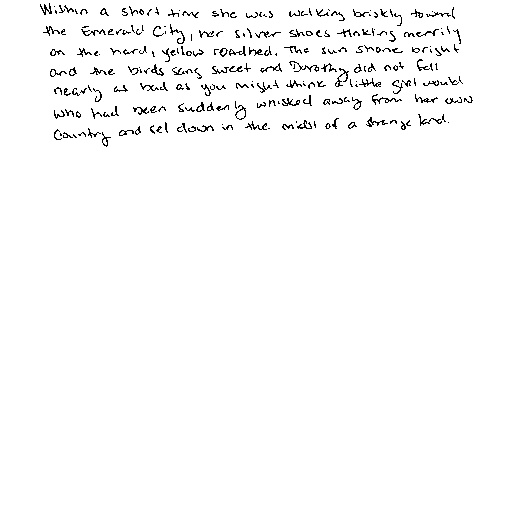 Within a short time she was walking briskly toward
the Emerald City, her silver shoes tinkling merrily
on the hard, yellow roadbed. The sun shone bright
and the birds sang sweet and Dorothy did not feel
nearly as bad as you might think a little girl would
who had been suddenly whisked away from her own
country and set down in the midst of a strange land.